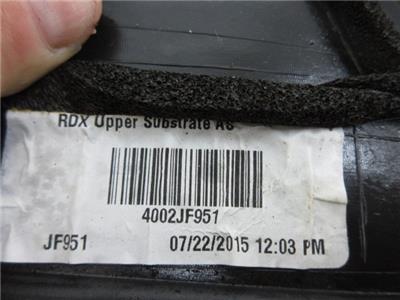 RDX Upper Substrate AS
4002JF951
JF951 07/22/2015 12:03 PM